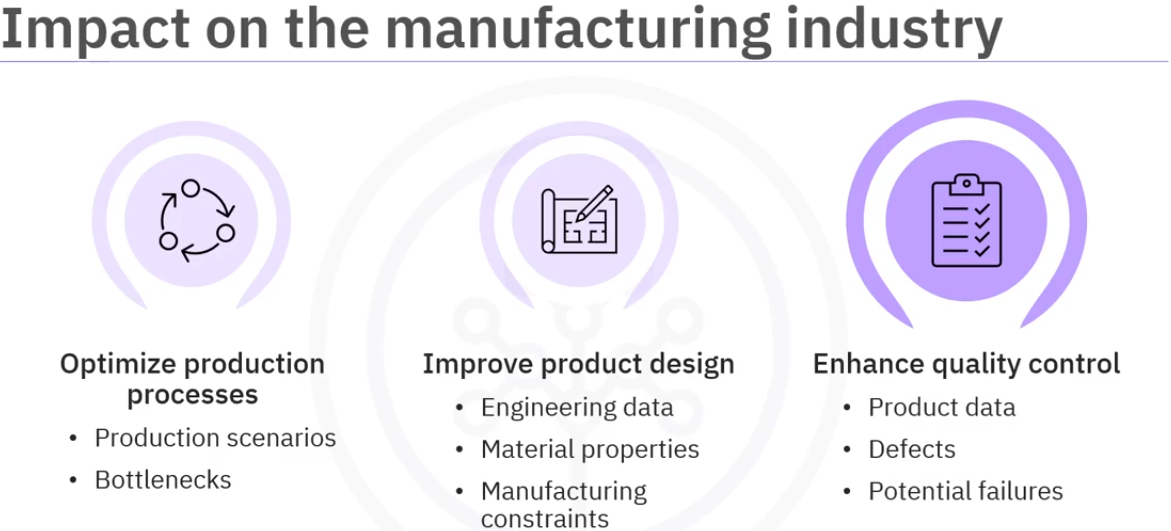 Impact on the manufacturing industry
Optimize production
processes
• Production scenarios
• Bottlenecks
Improve product design
• Engineering data
• Material properties
• Manufacturing
constraints
Enhance quality control
• Product data
• Defects
• Potential failures